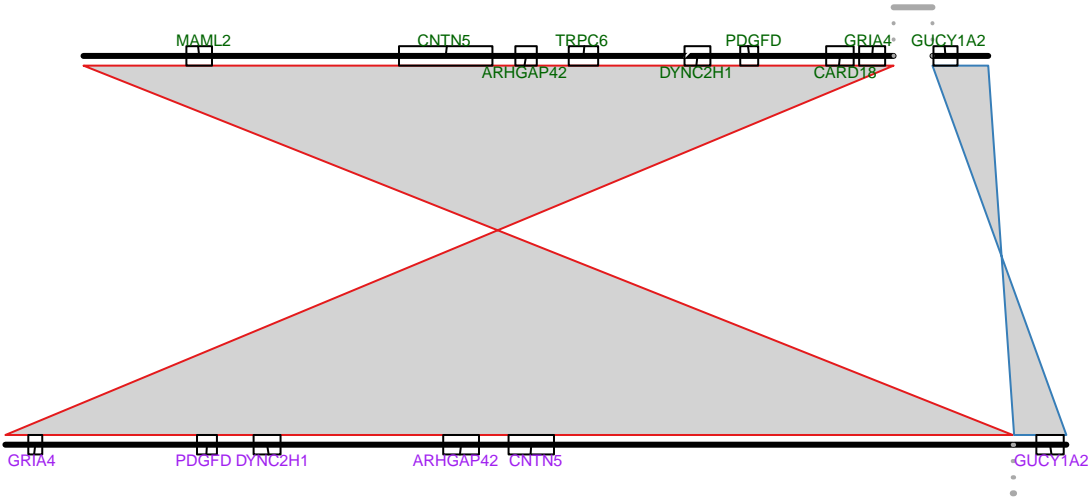 MAML2 CNTN5 TRPC6 PDGFD GRIA4 GUCY1A2
ARHGAP42 DYNC2H1 CARD18
GRIA4 PDGFD DYNC2H1 ARHGAP42 CNTN5 GUCY1A2